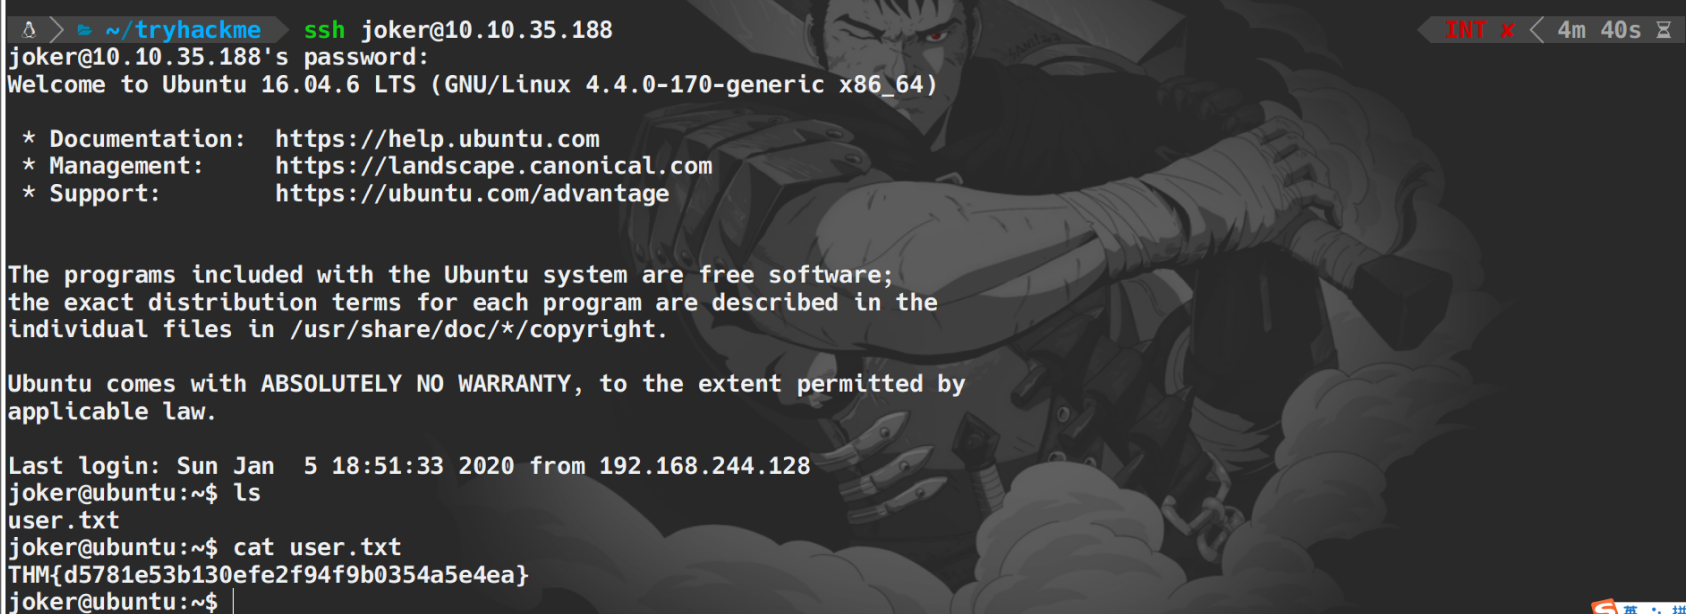 ~/tryhackme ssh joker@10.10.35.188 INT ✘ 4m 40s
joker@10.10.35.188's password:
Welcome to Ubuntu 16.04.6 LTS (GNU/Linux 4.4.0-170-generic x86_64)
* Documentation: https://help.ubuntu.com
* Management: https://landscape.canonical.com
* Support: https://ubuntu.com/advantage
The programs included with the Ubuntu system are free software;
the exact distribution terms for each program are described in the
individual files in /usr/share/doc/*/copyright.
Ubuntu comes with ABSOLUTELY NO WARRANTY, to the extent permitted by
applicable law.
Last login: Sun Jan  5 18:51:33 2020 from 192.168.244.128
joker@ubuntu:~$ ls
user.txt
joker@ubuntu:~$ cat user.txt
THM{d5781e53b130efe2f94f9b0354a5e4ea}
joker@ubuntu:~$